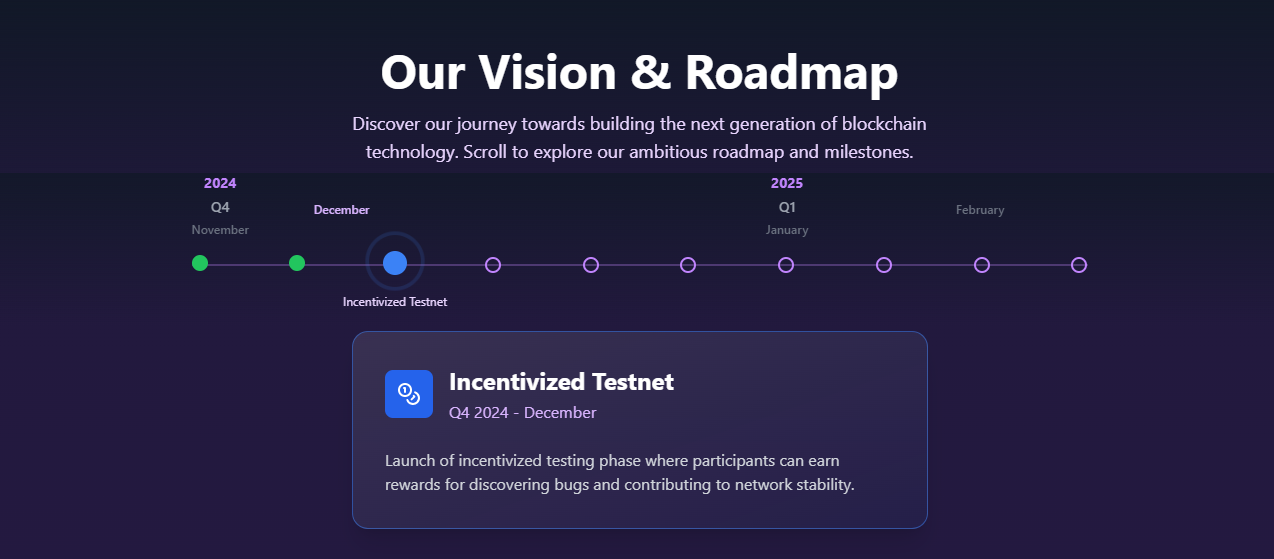 Our Vision & Roadmap
Discover our journey towards building the next generation of blockchain
technology. Scroll to explore our ambitious roadmap and milestones.
2024
2025
Q4
December
Q1
February
November
January
Incentivized Testnet
Incentivized Testnet
Q4 2024 - December
Launch of incentivized testing phase where participants can earn
rewards for discovering bugs and contributing to network stability.